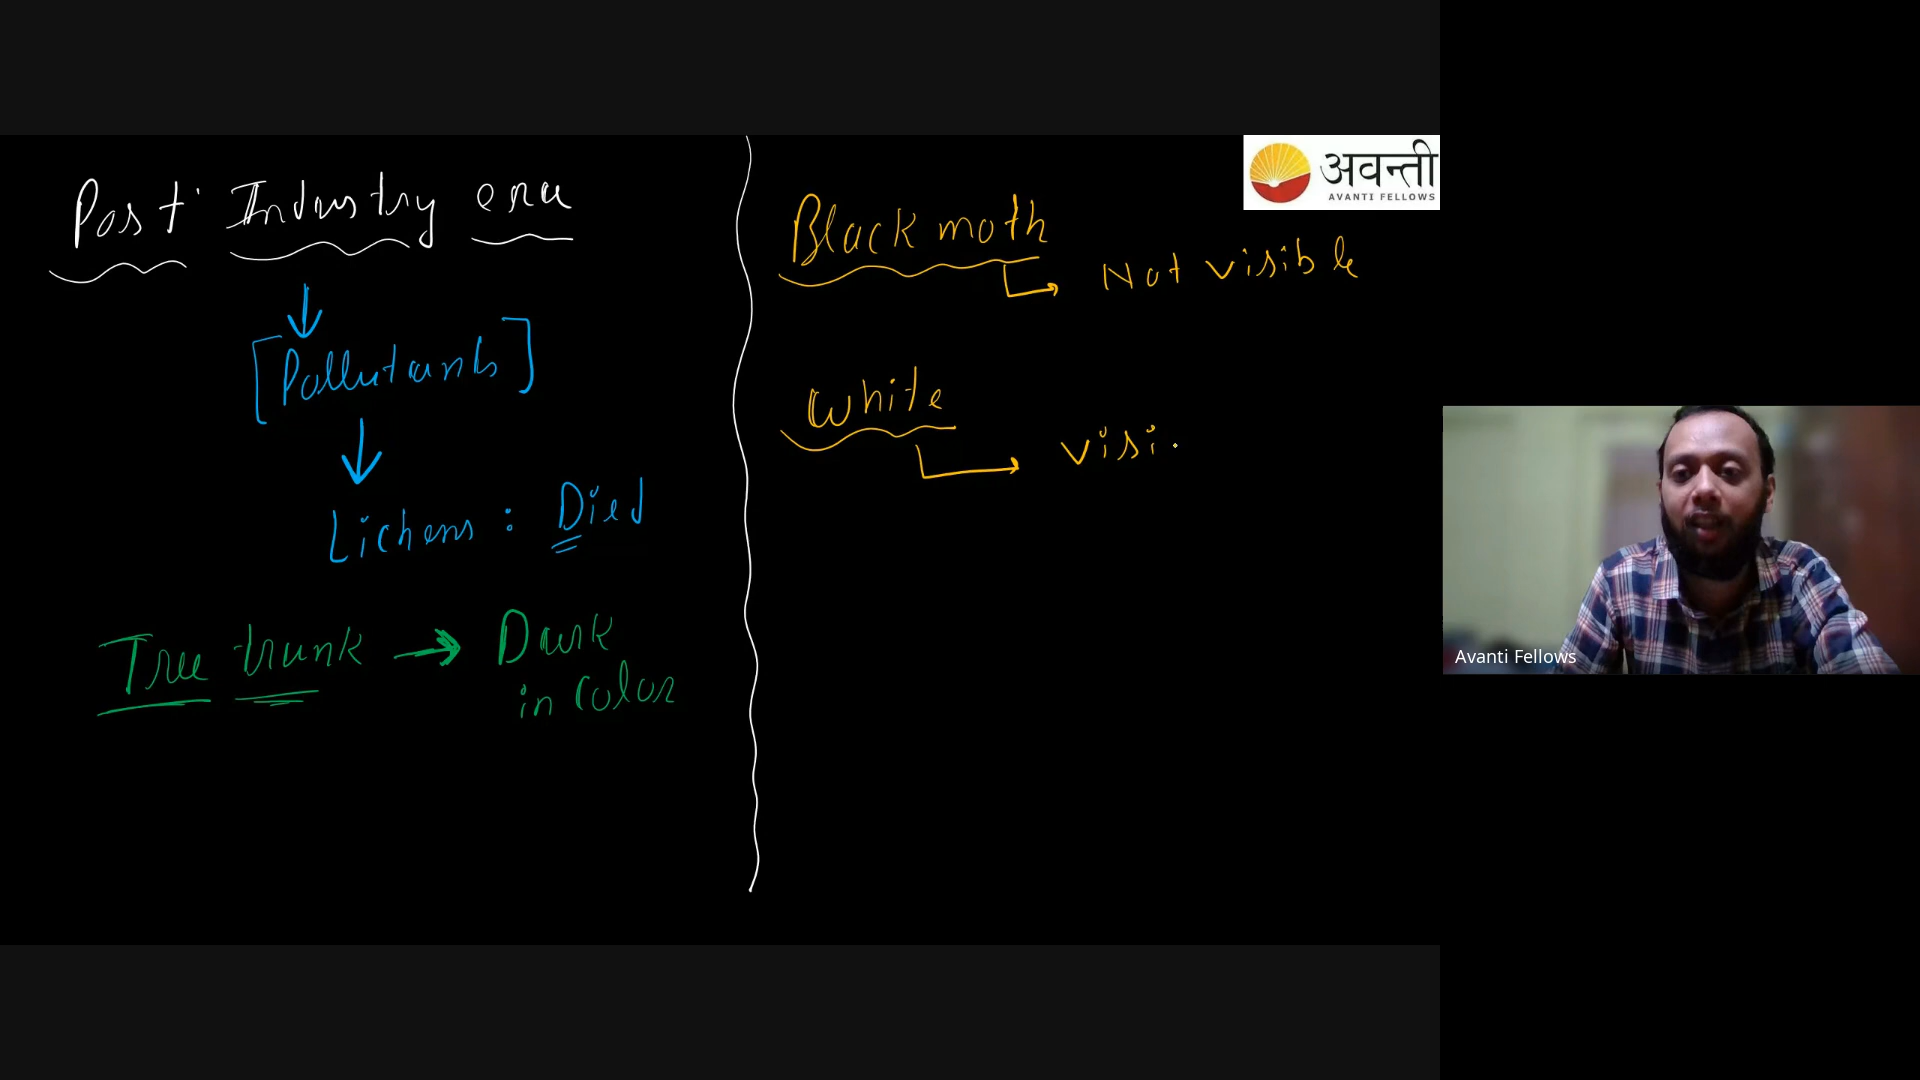 Post Industry era
[Pollutants]
Lichens : Died
Tree trunk → Dark
in color
Black moth
Not visible
White
visi
अवन्ती
AVANTI FELLOWS
Avanti Fellows